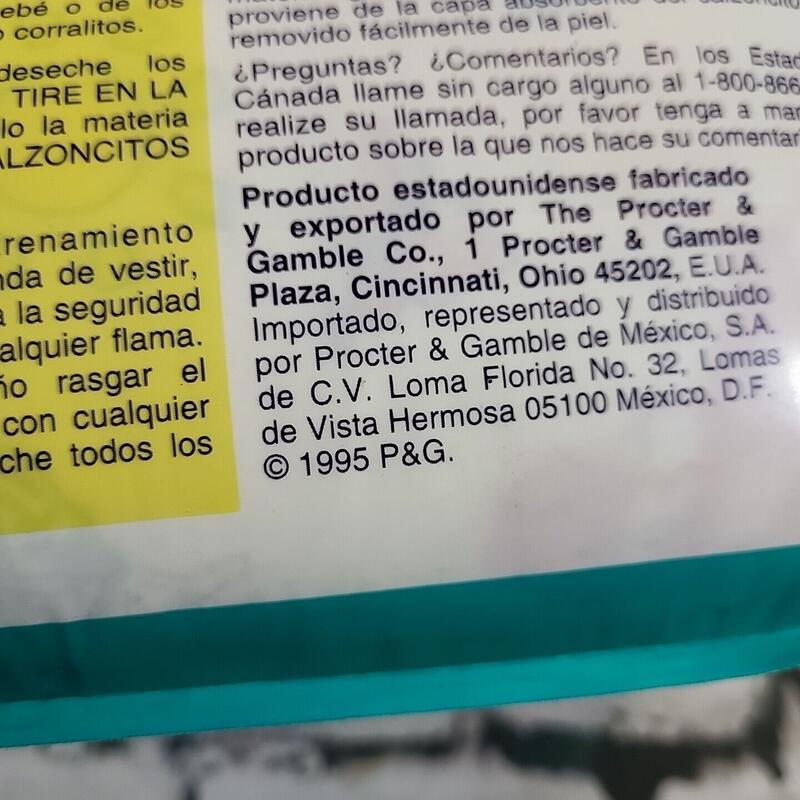 ebé o de los
corralitos.
deseche los
TIRE EN LA
lo la materia
ALZONCITOS
renamiento
nda de vestir,
a la seguridad
alquier flama.
ño rasgar el
con cualquier
che todos los
proviene de la capa
removido fácilmente de la piel.
¿Preguntas? ¿Comentarios? En los Estad
Cánada llame sin cargo alguno al 1-800-866
realize su llamada, por favor tenga a mar
producto sobre la que nos hace su comentar
Producto estadounidense fabricado
y exportado por The Procter &
Gamble Co., 1 Procter & Gamble
Plaza, Cincinnati, Ohio 45202, E.U.A.
Importado, representado y distribuido
por Procter & Gamble de México, S.A.
de C.V. Loma Florida No. 32, Lomas
de Vista Hermosa 05100 México, D.F.
© 1995 P&G.